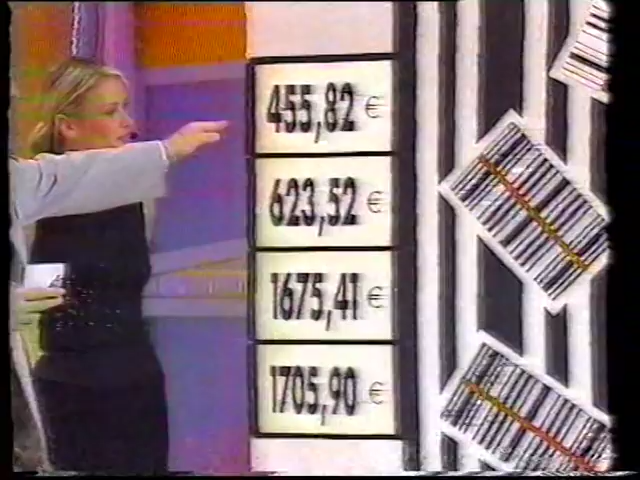 455,82 €
623,52 €
1675,41 €
1705,90 €